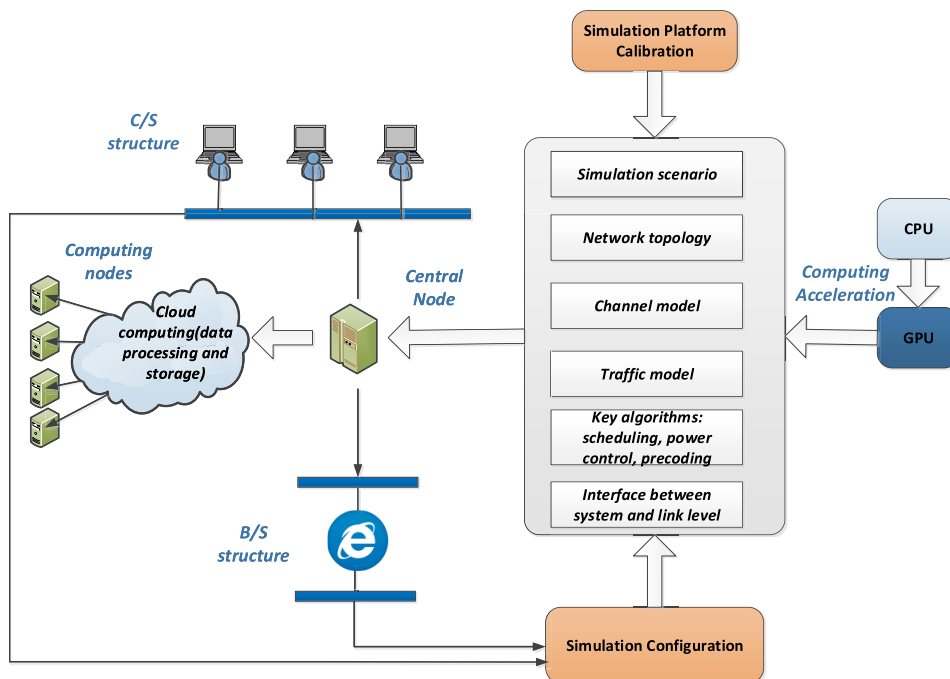 Simulation Platform
Calibration
C/S
structure
Simulation scenario
Network topology
CPU
Computing
nodes
Central
Node
Computing
Acceleration
Channel model
Cloud
computing(data
processing and
storage)
GPU
Traffic model
Key algorithms:
scheduling, power
control, precoding
Interface between
system and link level
B/S
structure
Simulation Configuration